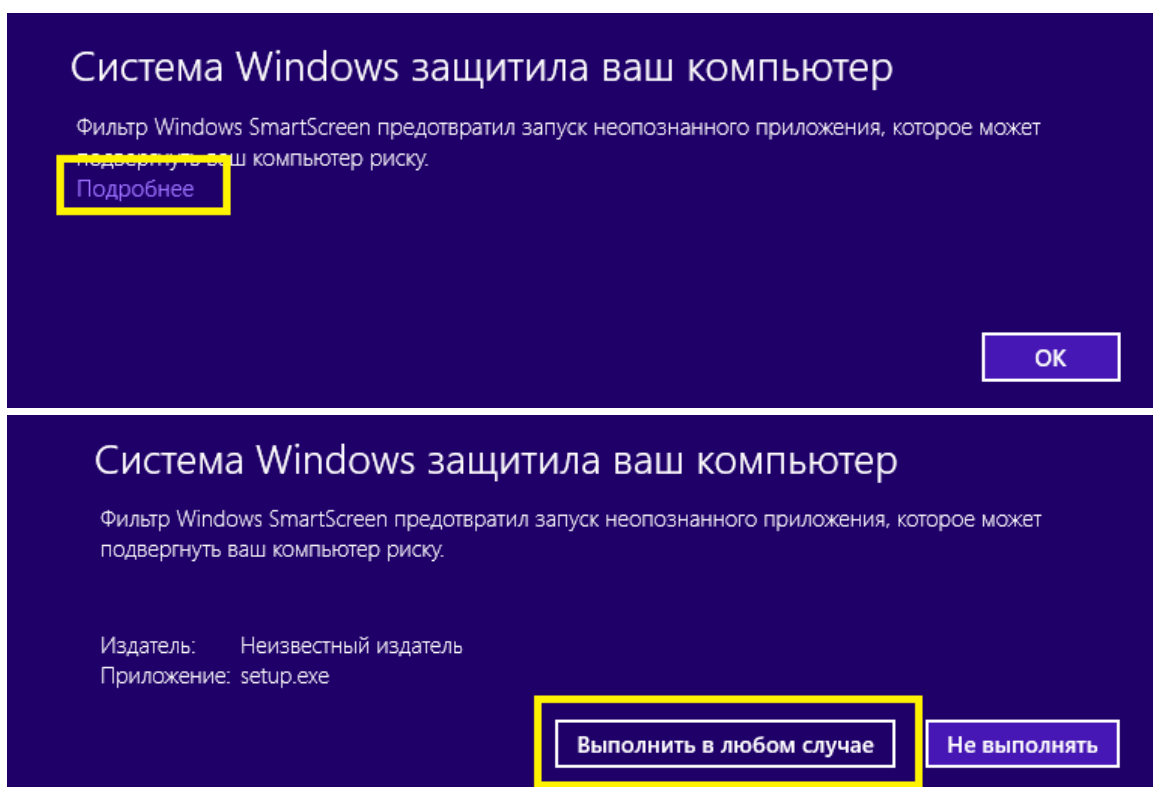 Система Windows защитила ваш компьютер
Фильтр Windows SmartScreen предотвратил запуск неопознанного приложения, которое может
подвергнуть ваш компьютер риску.
Подробнее
ОК
Система Windows защитила ваш компьютер
Фильтр Windows SmartScreen предотвратил запуск неопознанного приложения, которое может
подвергнуть ваш компьютер риску.
Издатель: Неизвестный издатель
Приложение: setup.exe
Выполнить в любом случае Не выполнять